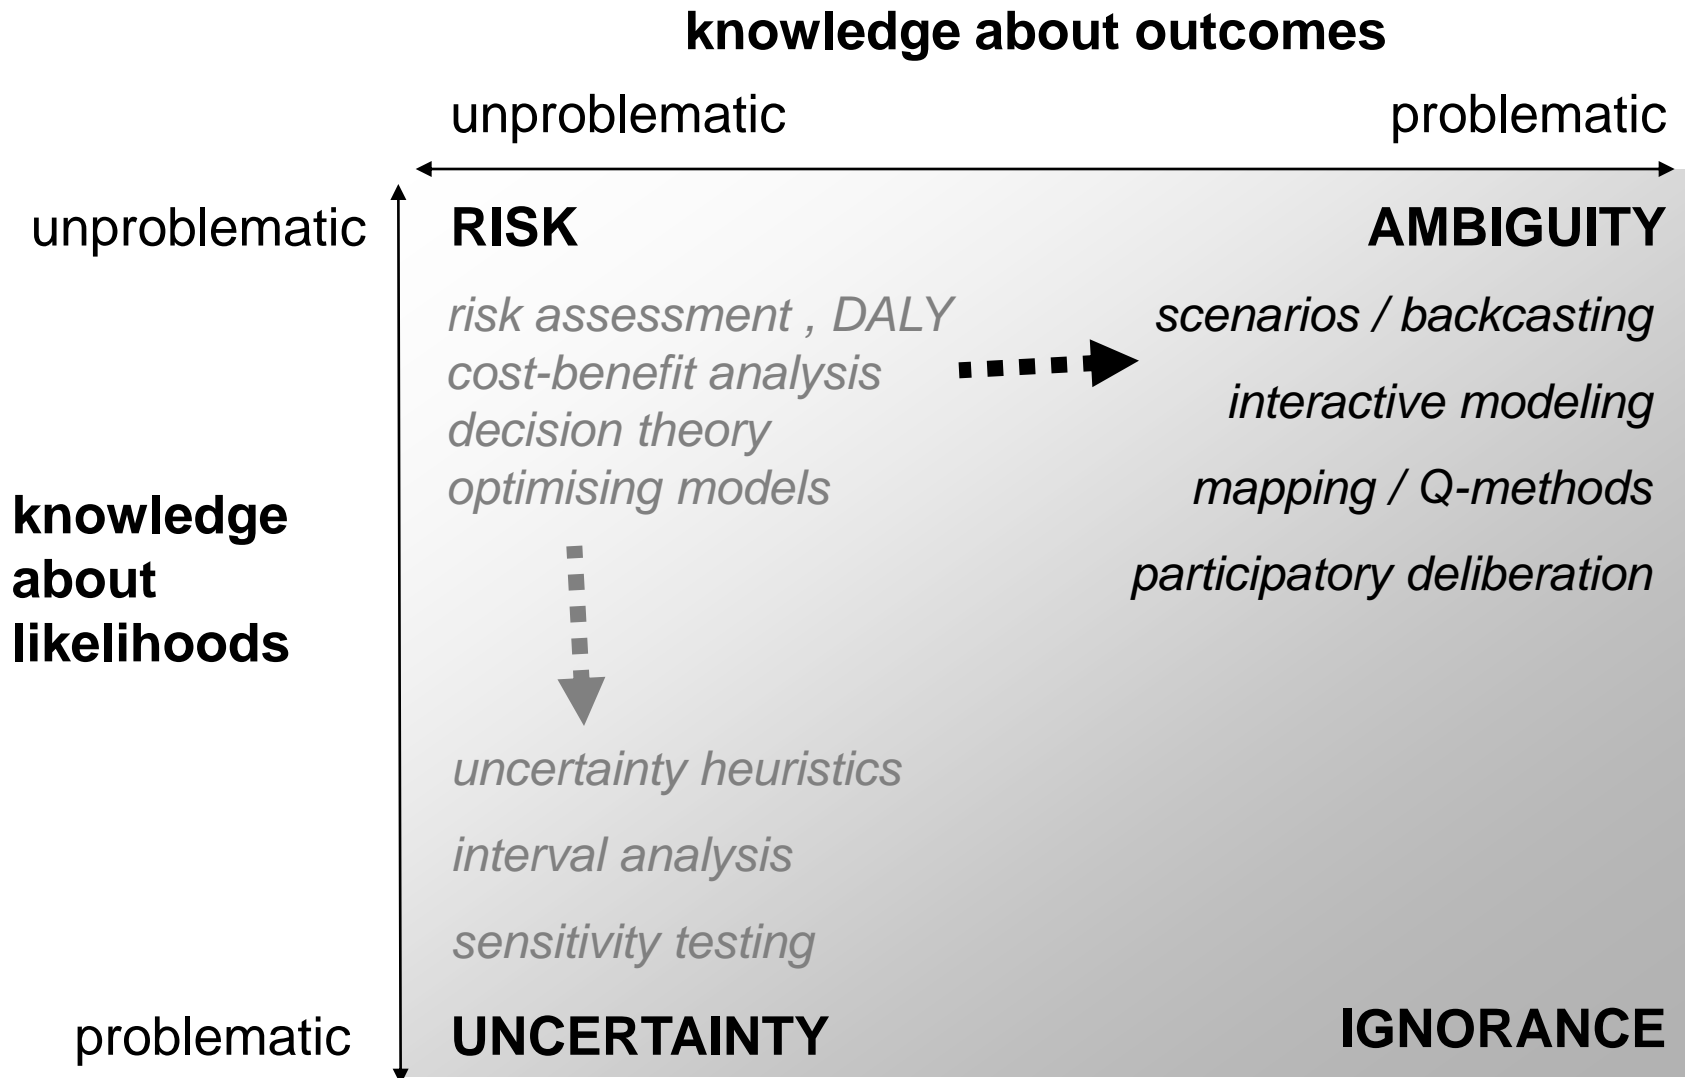 knowledge about outcomes
unproblematic problematic
unproblematic RISK AMBIGUITY
risk assessment , DALY
cost-benefit analysis
decision theory
optimising models
scenarios / backcasting
interactive modeling
mapping / Q-methods
participatory deliberation
knowledge
about
likelihoods
uncertainty heuristics
interval analysis
sensitivity testing
problematic UNCERTAINTY IGNORANCE